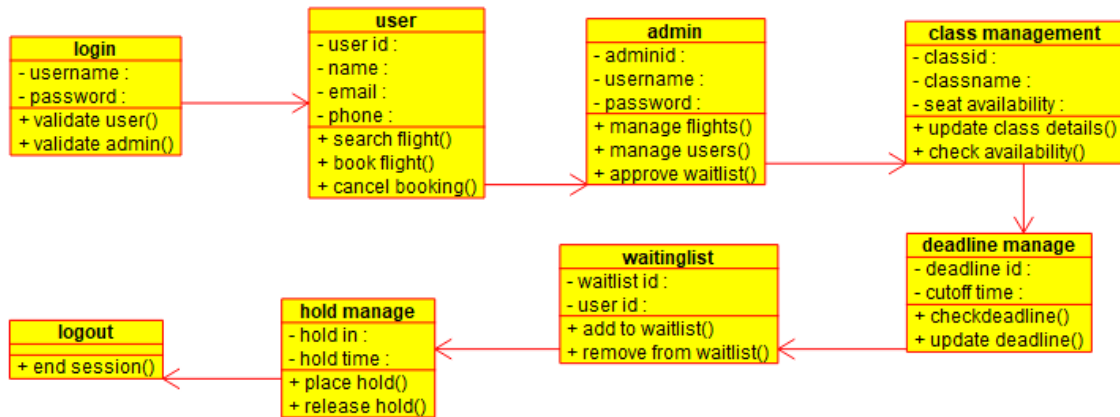 login
- username :
- password :
+ validate user()
+ validate admin()
user
- user id :
- name :
- email :
- phone :
+ search flight()
+ book flight()
+ cancel booking()
admin
- adminid :
- username :
- password :
+ manage flights()
+ manage users()
+ approve waitlist()
class management
- classid :
- classname :
- seat availability :
+ update class details()
+ check availability()
deadline manage
- deadline id :
- cutoff time :
+ checkdeadline()
+ update deadline()
waitinglist
- waitlist id :
- user id :
+ add to waitlist()
+ remove from waitlist()
hold manage
- hold in :
- hold time :
+ place hold()
+ release hold()
logout
+ end session()